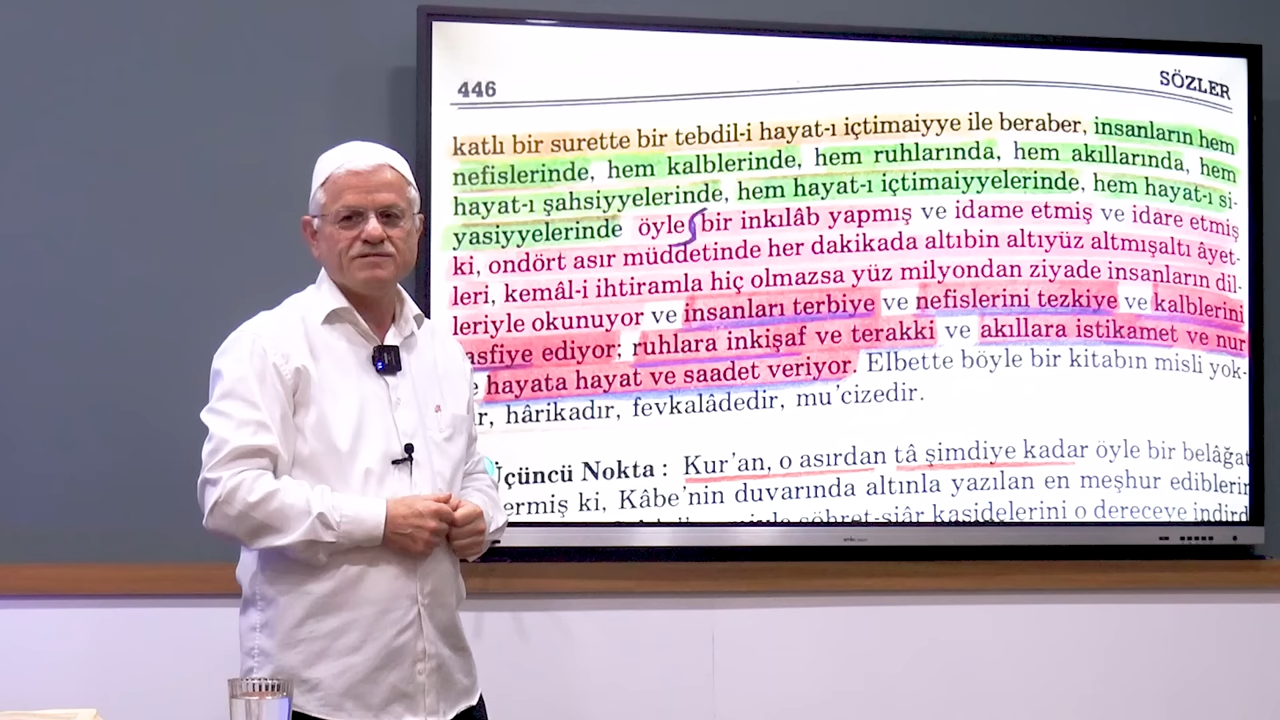 446
SÖZLER
katlı bir surette bir tebdil-i hayat-ı içtimaiyye ile beraber, insanların hem
nefislerinde, hem kalblerinde, hem ruhlarında, hem akıllarında, hem
hayat-ı şahsiyyelerinde, hem hayat-ı içtimaiyyelerinde, hem hayat-ı si-
yasiyyelerinde öyle bir inkılâb yapmış ve idame etmiş ve idare etmiş
ki, ondört asır müddetinde her dakikada altıbin altıyüz altmışaltı âyet-
leri, kemâl-i ihtiramla hiç olmazsa yüz milyondan ziyade insanların dil-
leriyle okunuyor ve insanları terbiye ve nefislerini tezkiye ve kalblerini
asfiye ediyor; ruhlara inkişaf ve terakki ve akıllara istikamet ve nur
hayata hayat ve saadet veriyor. Elbette böyle bir kitabın misli yok-
r, hârikadır, fevkalâdedir, mu'cizedir.
çüncü Nokta : Kur'an, o asırdan tâ şimdiye kadar öyle bir belâğat
ermiş ki, Kâbe'nin duvarında altınla yazılan en meşhur ediblerin
şöhret-şiâr kasidelerini o dereceye indird